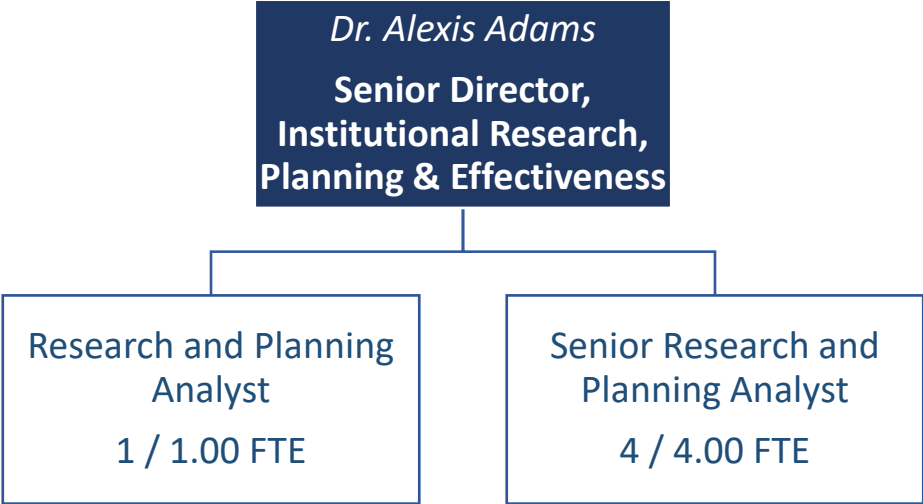 Dr. Alexis Adams
Senior Director,
Institutional Research,
Planning & Effectiveness
Research and Planning
Analyst
1 / 1.00 FTE
Senior Research and
Planning Analyst
4 / 4.00 FTE